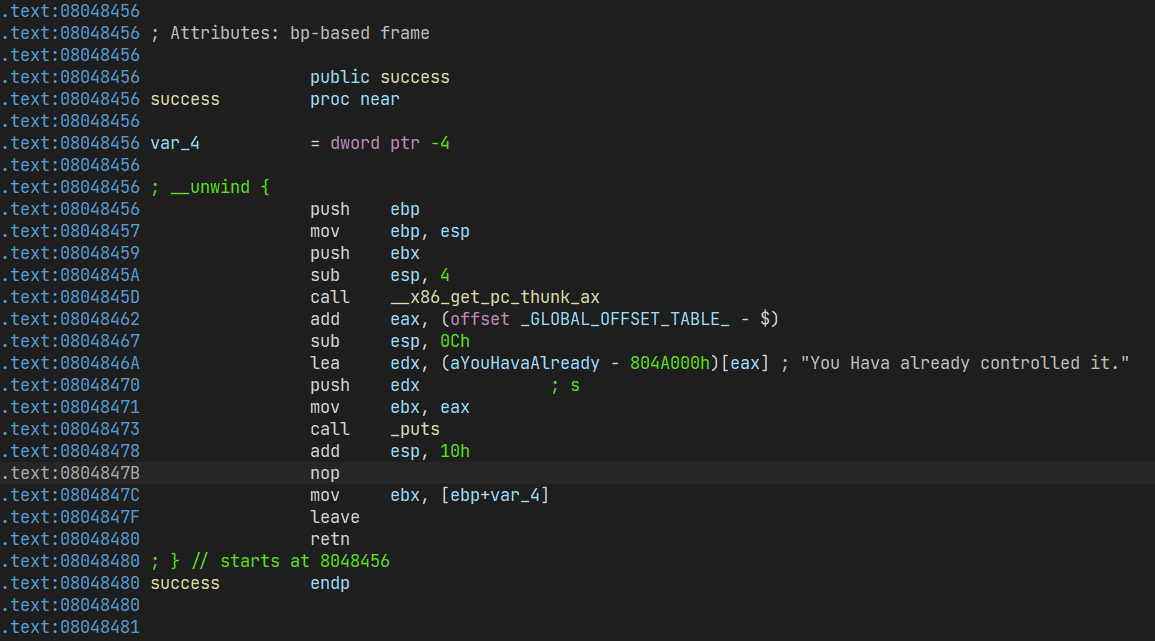 .text:08048456
.text:08048456 ; Attributes: bp-based frame
.text:08048456
.text:08048456                 public success
.text:08048456 success         proc near
.text:08048456
.text:08048456 var_4           = dword ptr -4
.text:08048456
.text:08048456 ; __unwind {
.text:08048456                 push    ebp
.text:08048457                 mov     ebp, esp
.text:08048459                 push    ebx
.text:0804845A                 sub     esp, 4
.text:0804845D                 call    __x86_get_pc_thunk_ax
.text:08048462                 add     eax, (offset _GLOBAL_OFFSET_TABLE_ - $)
.text:08048467                 sub     esp, 0Ch
.text:0804846A                 lea     edx, (aYouHavaAlready - 804A000h)[eax] ; "You Hava already controlled it."
.text:08048470                 push    edx             ; s
.text:08048471                 mov     ebx, eax
.text:08048473                 call    _puts
.text:08048478                 add     esp, 10h
.text:0804847B                 nop
.text:0804847C                 mov     ebx, [ebp+var_4]
.text:0804847F                 leave
.text:08048480                 retn
.text:08048480 ; } // starts at 8048456
.text:08048480 success         endp
.text:08048480
.text:08048481